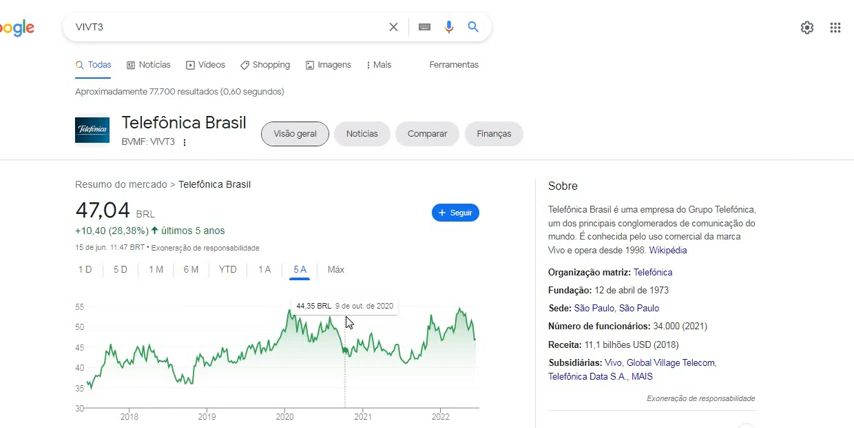 oogle
VIVT3
Todas Notícias Vídeos Shopping Imagens Mais Ferramentas
Aproximadamente 77.700 resultados (0,60 segundos)
Telefónica
Telefônica Brasil
BVMF: VIVT3
Visão geral Notícias Comparar Finanças
Resumo do mercado > Telefônica Brasil
47,04 BRL
+ Seguir
+10,40 (28,38%) ↑ últimos 5 anos
15 de jun. 11:47 BRT • Exoneração de responsabilidade
1 D 5 D 1 M 6 M YTD 1 A 5 A Máx
44,35 BRL 9 de out. de 2020
55
50
45
40
35
30
2018 2019 2020 2021 2022
Sobre
Telefônica Brasil é uma empresa do Grupo Telefónica,
um dos principais conglomerados de comunicação do
mundo. É conhecida pelo uso comercial da marca
Vivo e opera desde 1998. Wikipédia
Organização matriz: Telefónica
Fundação: 12 de abril de 1973
Sede: São Paulo, São Paulo
Número de funcionários: 34.000 (2021)
Receita: 11,1 bilhões USD (2018)
Subsidiárias: Vivo, Global Village Telecom,
Telefônica Data S.A., MAIS
Exoneração de responsabilidade